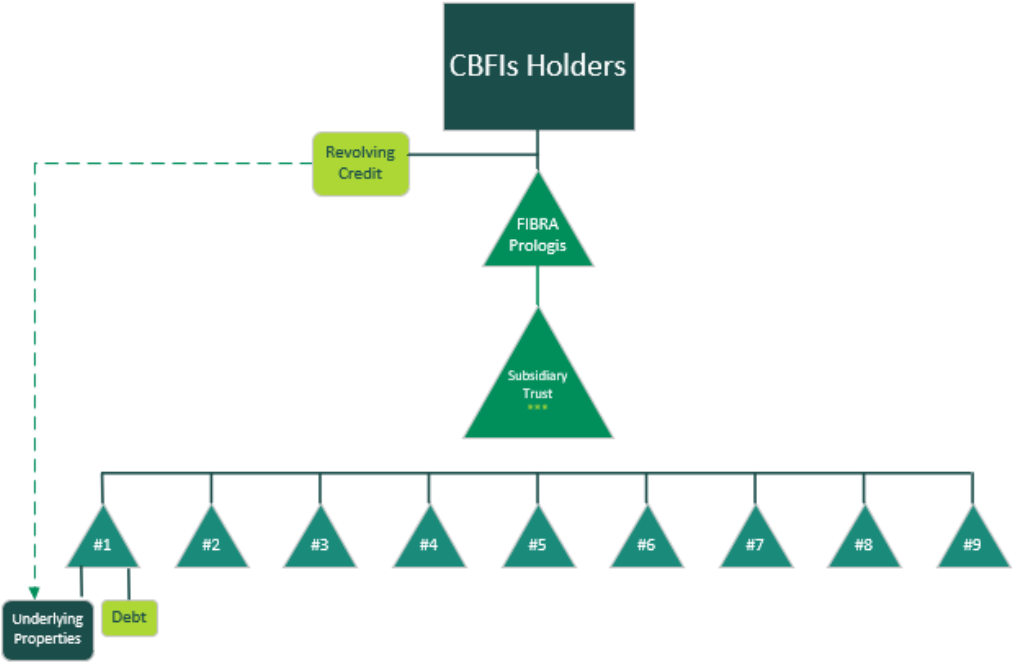 CBFIs Holders
Revolving
Credit
FIBRA
Prologis
Subsidiary
Trust
***
#1
#2
#3
#4
#5
#6
#7
#8
#9
Underlying
Properties
Debt